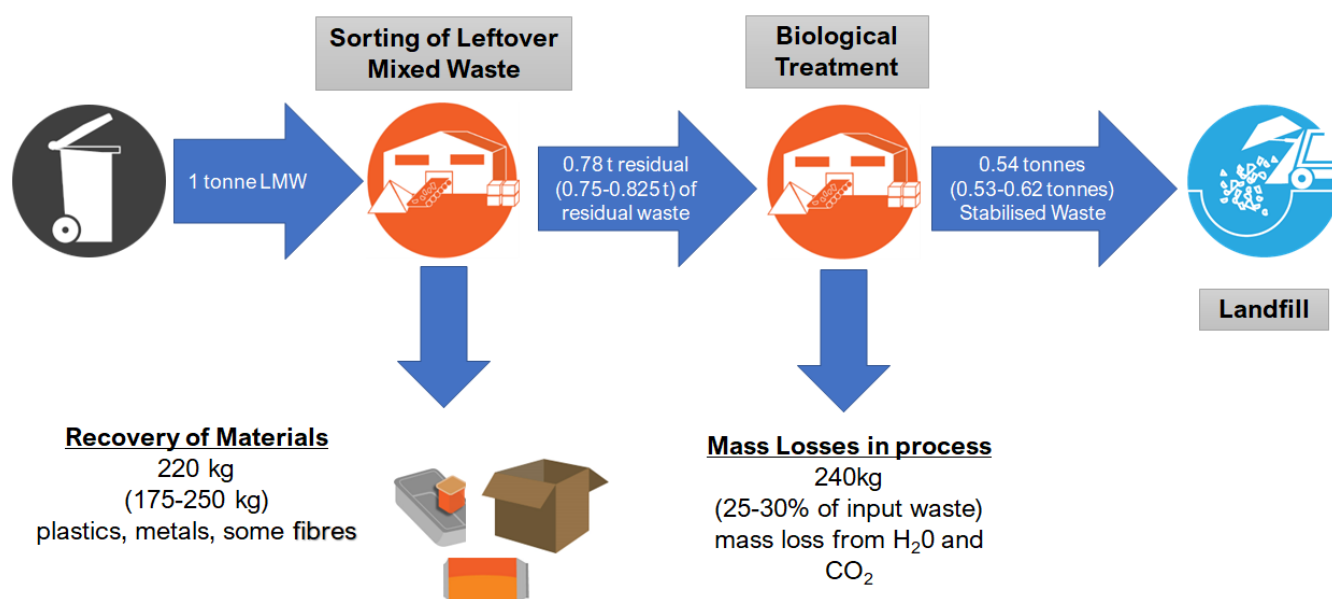 Sorting of Leftover
Mixed Waste
Biological
Treatment
1 tonne LMW
0.78 t residual
(0.75-0.825 t) of
residual waste
0.54 tonnes
(0.53-0.62 tonnes)
Stabilised Waste
Landfill
Recovery of Materials
220 kg
(175-250 kg)
plastics, metals, some fibres
Mass Losses in process
240kg
(25-30% of input waste)
mass loss from H₂0 and
CO₂